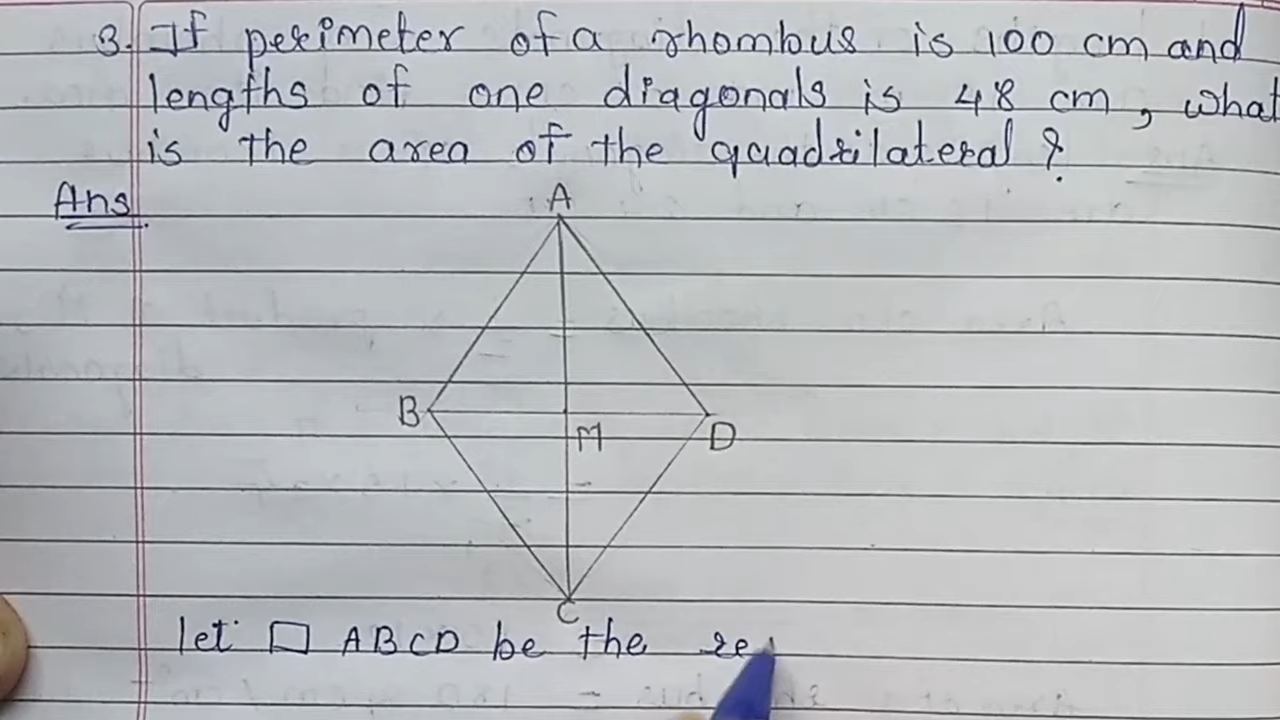 3. If perimeter of a rhombus is 100 cm and
lengths of one diagonals is 48 cm, what
is the area of the quadrilateral?
Ans
A
B
M
D
C
let □ ABCD be the re